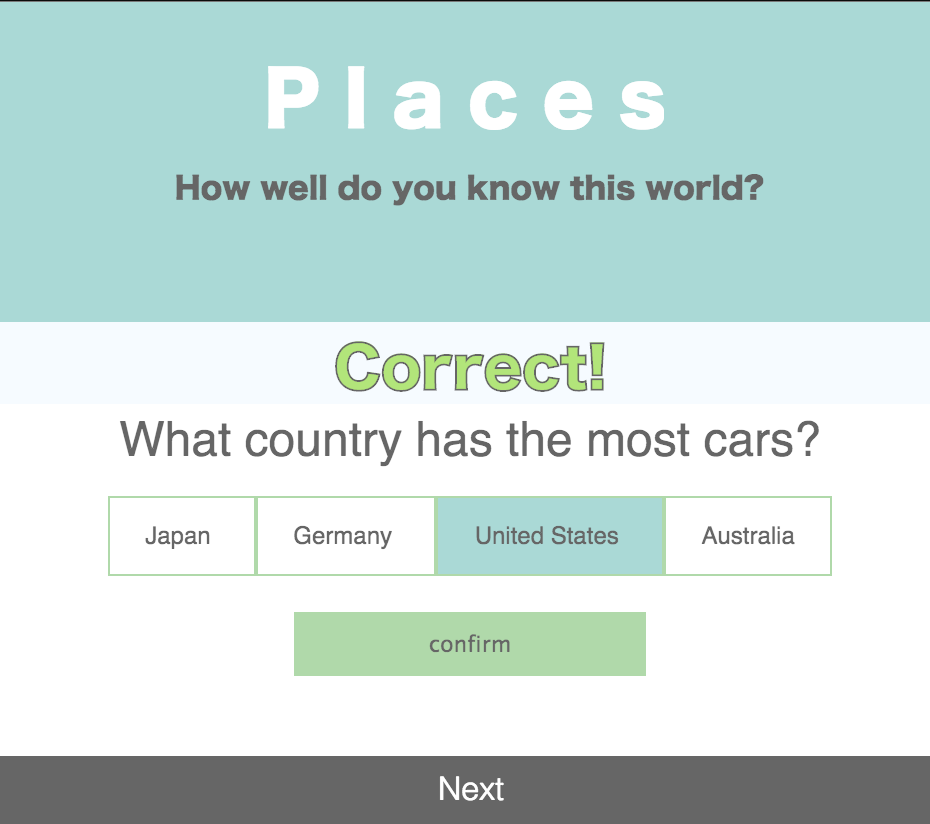 Places
How well do you know this world?
Correct!
What country has the most cars?
Japan Germany United States Australia
confirm
Next